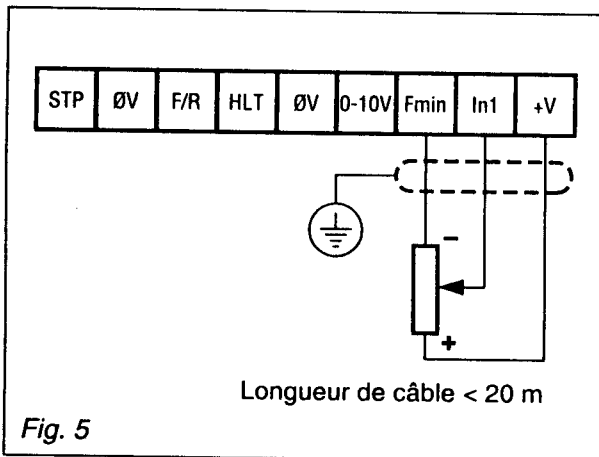 STP ØV F/R HLT ØV 0-10V Fmin In1 +V
–
+
Longueur de câble < 20 m
Fig. 5